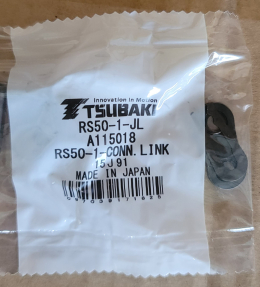 Innovation in Motion
TSUBAKI
RS50-1-JL
A115018
RS50-1-CONN. LINK
15J91
MADE IN JAPAN